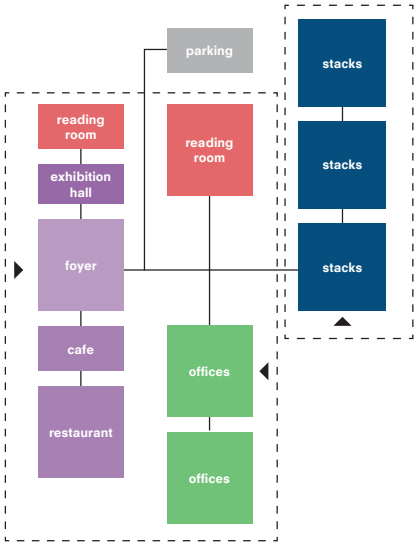 parking
stacks
reading
room
exhibition
hall
foyer
cafe
restaurant
reading
room
offices
offices
stacks
stacks